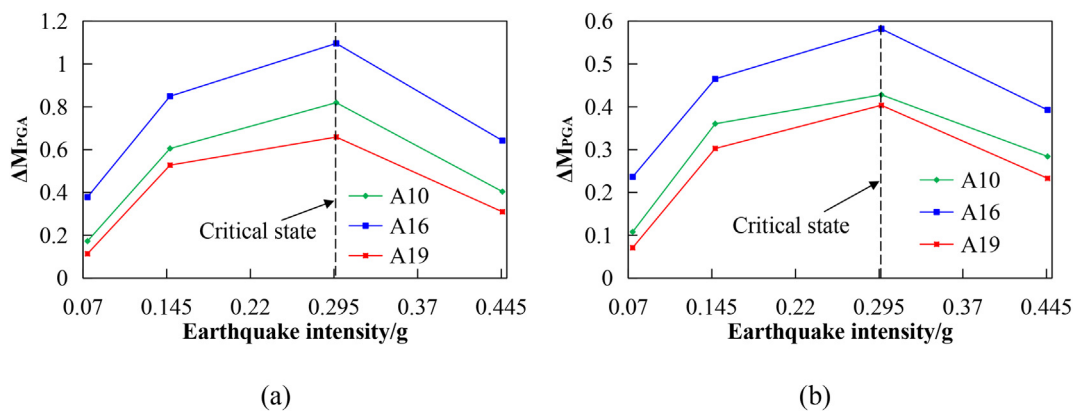 1.2
1
0.8
0.6
0.4
0.2
0
ΔMPGA
0.07 0.145 0.22 0.295 0.37 0.445
Earthquake intensity/g
Critical state
A10
A16
A19
(a)
0.6
0.5
0.4
0.3
0.2
0.1
0
ΔMPGA
0.07 0.145 0.22 0.295 0.37 0.445
Earthquake intensity/g
Critical state
A10
A16
A19
(b)